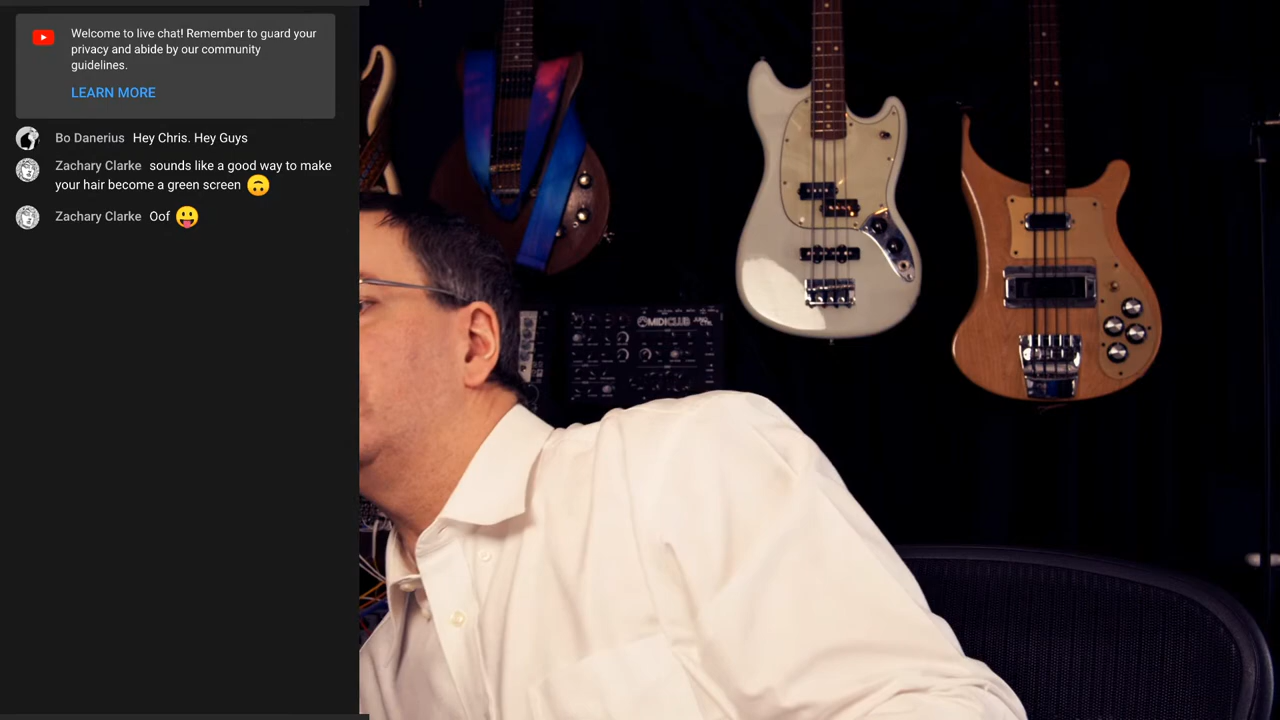 Welcome to live chat! Remember to guard your
privacy and abide by our community
guidelines.
LEARN MORE
Bo Danerius Hey Chris. Hey Guys
Zachary Clarke sounds like a good way to make
your hair become a green screen 🙃
Zachary Clarke Oof 😛
MIDICLUB